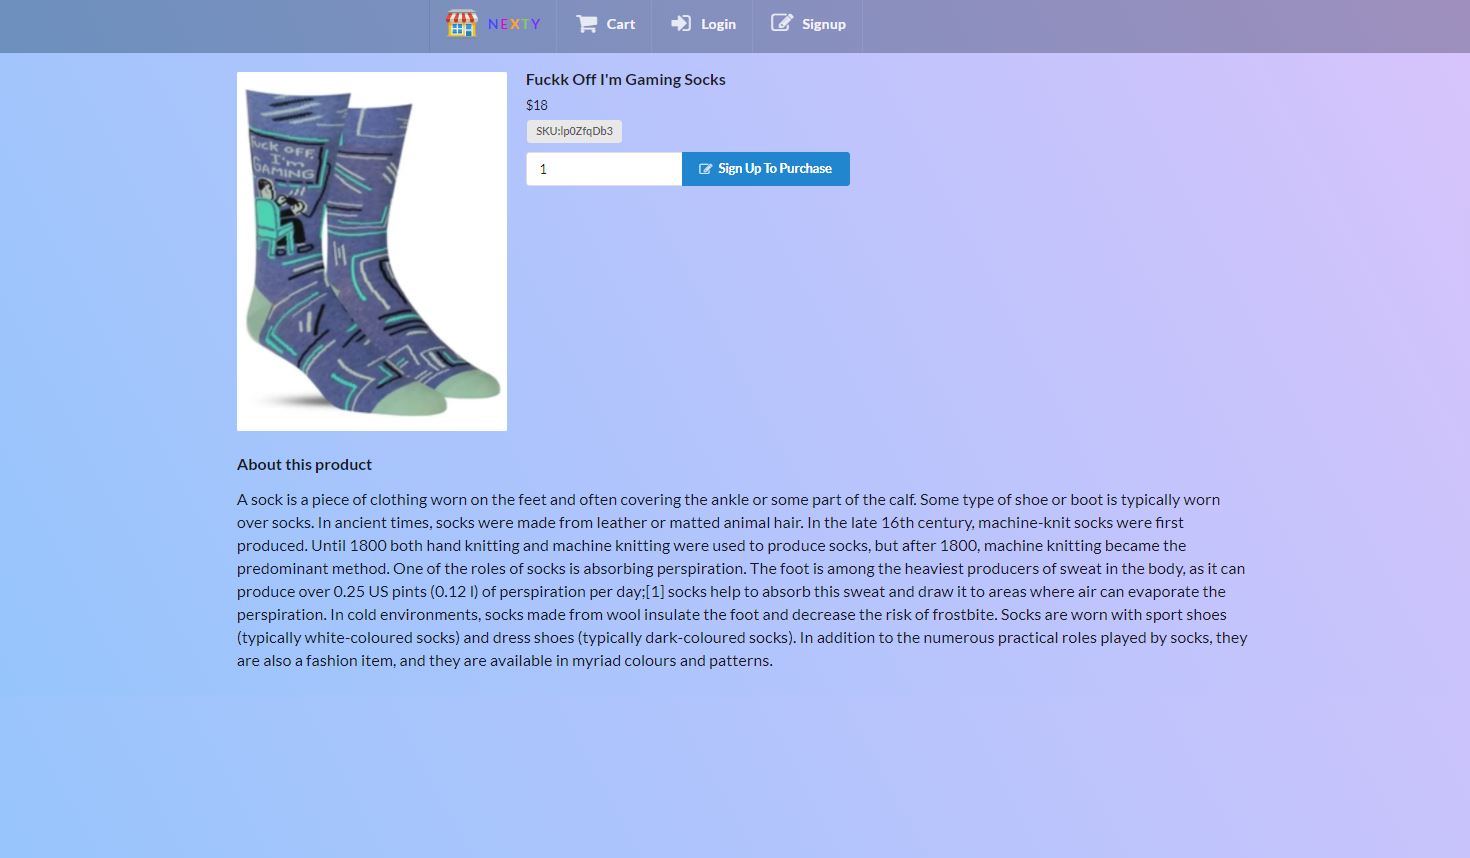 NEXTY Cart Login Signup
Fuckk Off I'm Gaming Socks
$18
SKU:lp0ZfqDb3
1 Sign Up To Purchase
Fuck off,
I'm
GAMING
About this product
A sock is a piece of clothing worn on the feet and often covering the ankle or some part of the calf. Some type of shoe or boot is typically worn
over socks. In ancient times, socks were made from leather or matted animal hair. In the late 16th century, machine-knit socks were first
produced. Until 1800 both hand knitting and machine knitting were used to produce socks, but after 1800, machine knitting became the
predominant method. One of the roles of socks is absorbing perspiration. The foot is among the heaviest producers of sweat in the body, as it can
produce over 0.25 US pints (0.12 l) of perspiration per day;[1] socks help to absorb this sweat and draw it to areas where air can evaporate the
perspiration. In cold environments, socks made from wool insulate the foot and decrease the risk of frostbite. Socks are worn with sport shoes
(typically white-coloured socks) and dress shoes (typically dark-coloured socks). In addition to the numerous practical roles played by socks, they
are also a fashion item, and they are available in myriad colours and patterns.